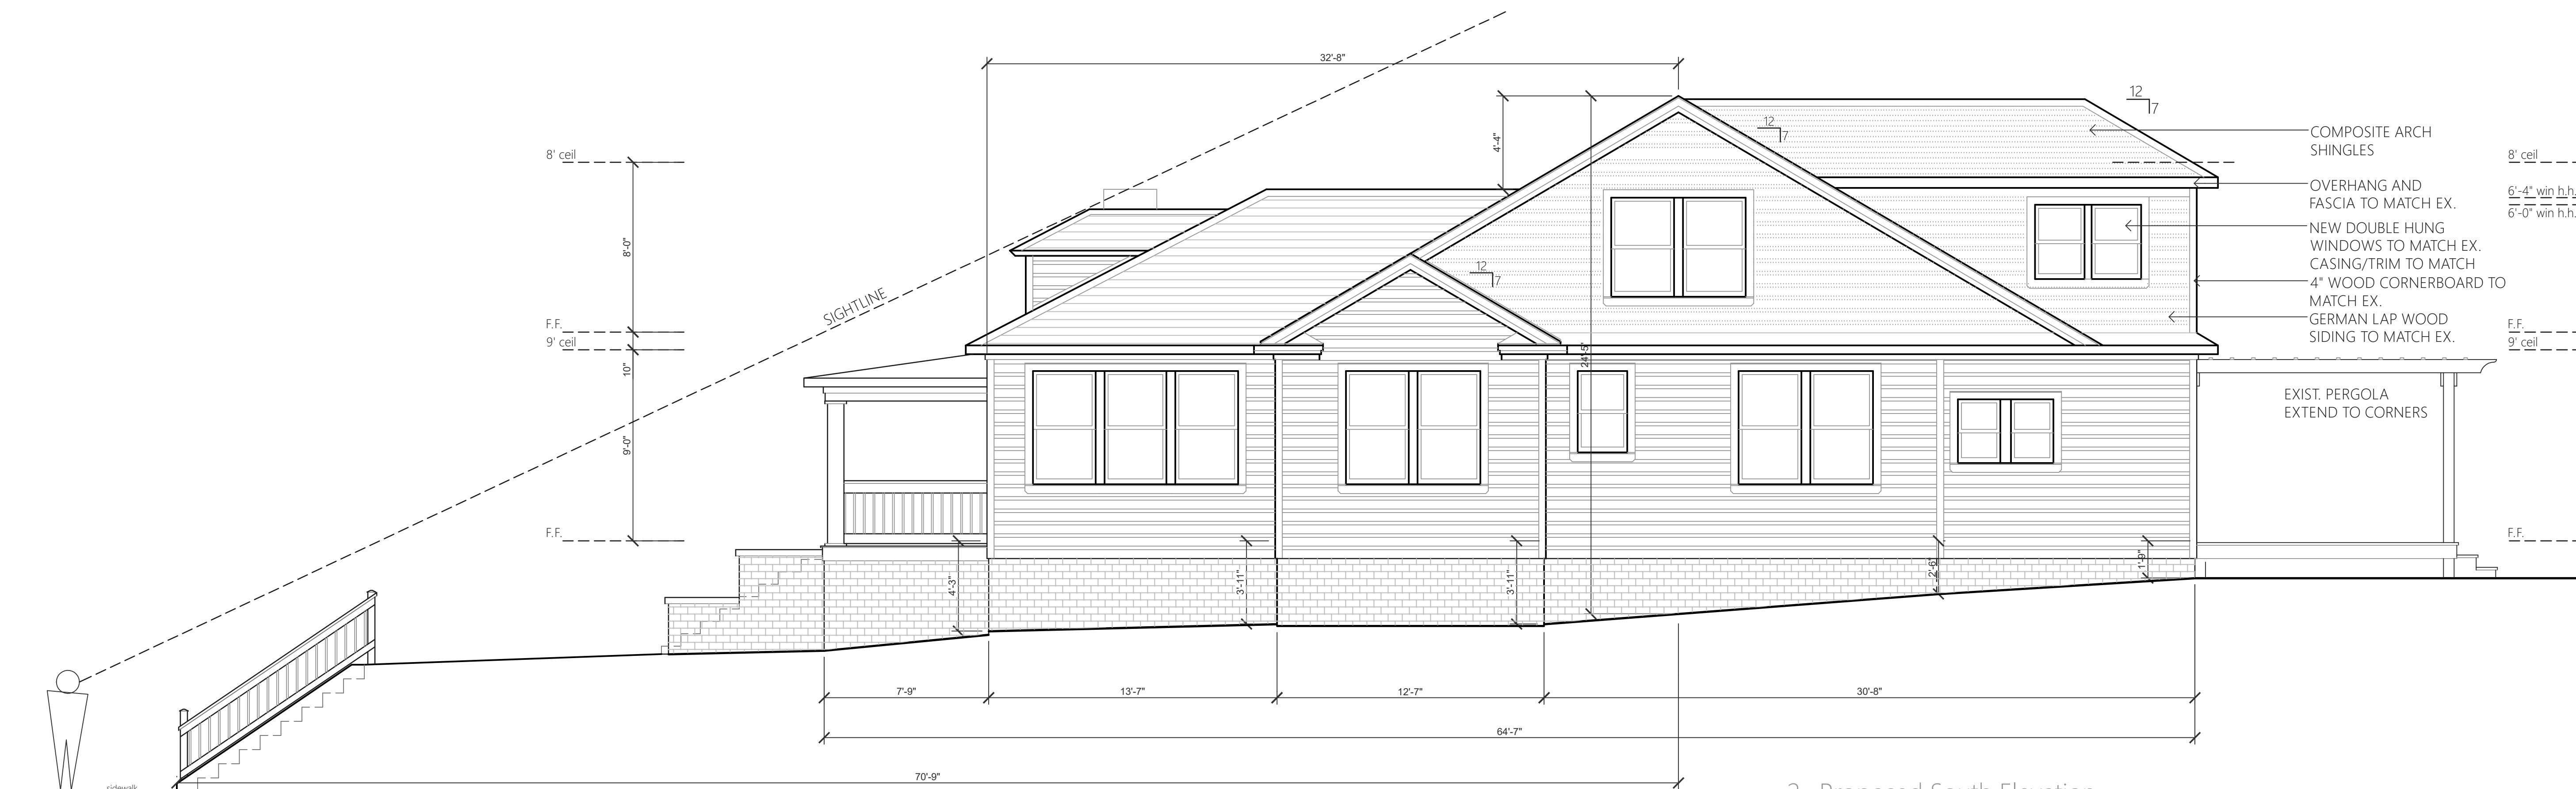 32'-8"
12
7
12
7
4'-4"
COMPOSITE ARCH
SHINGLES
8' ceil
8' ceil
OVERHANG AND
FASCIA TO MATCH EX.
6'-4" win h.h.
6'-0" win h.h.
NEW DOUBLE HUNG
WINDOWS TO MATCH EX.
CASING/TRIM TO MATCH
8'-0"
12
7
4" WOOD CORNERBOARD TO
MATCH EX.
SIGHTLINE
GERMAN LAP WOOD
SIDING TO MATCH EX.
F.F.
F.F.
9' ceil
9' ceil
24'-5"
10"
EXIST. PERGOLA
EXTEND TO CORNERS
9'-0"
F.F.
F.F.
4'-3"
3'-11"
3'-11"
2'-6"
1'-9"
7'-9"
13'-7"
12'-7"
30'-8"
64'-7"
70'-9"
sidewalk
Proposed South Elevation